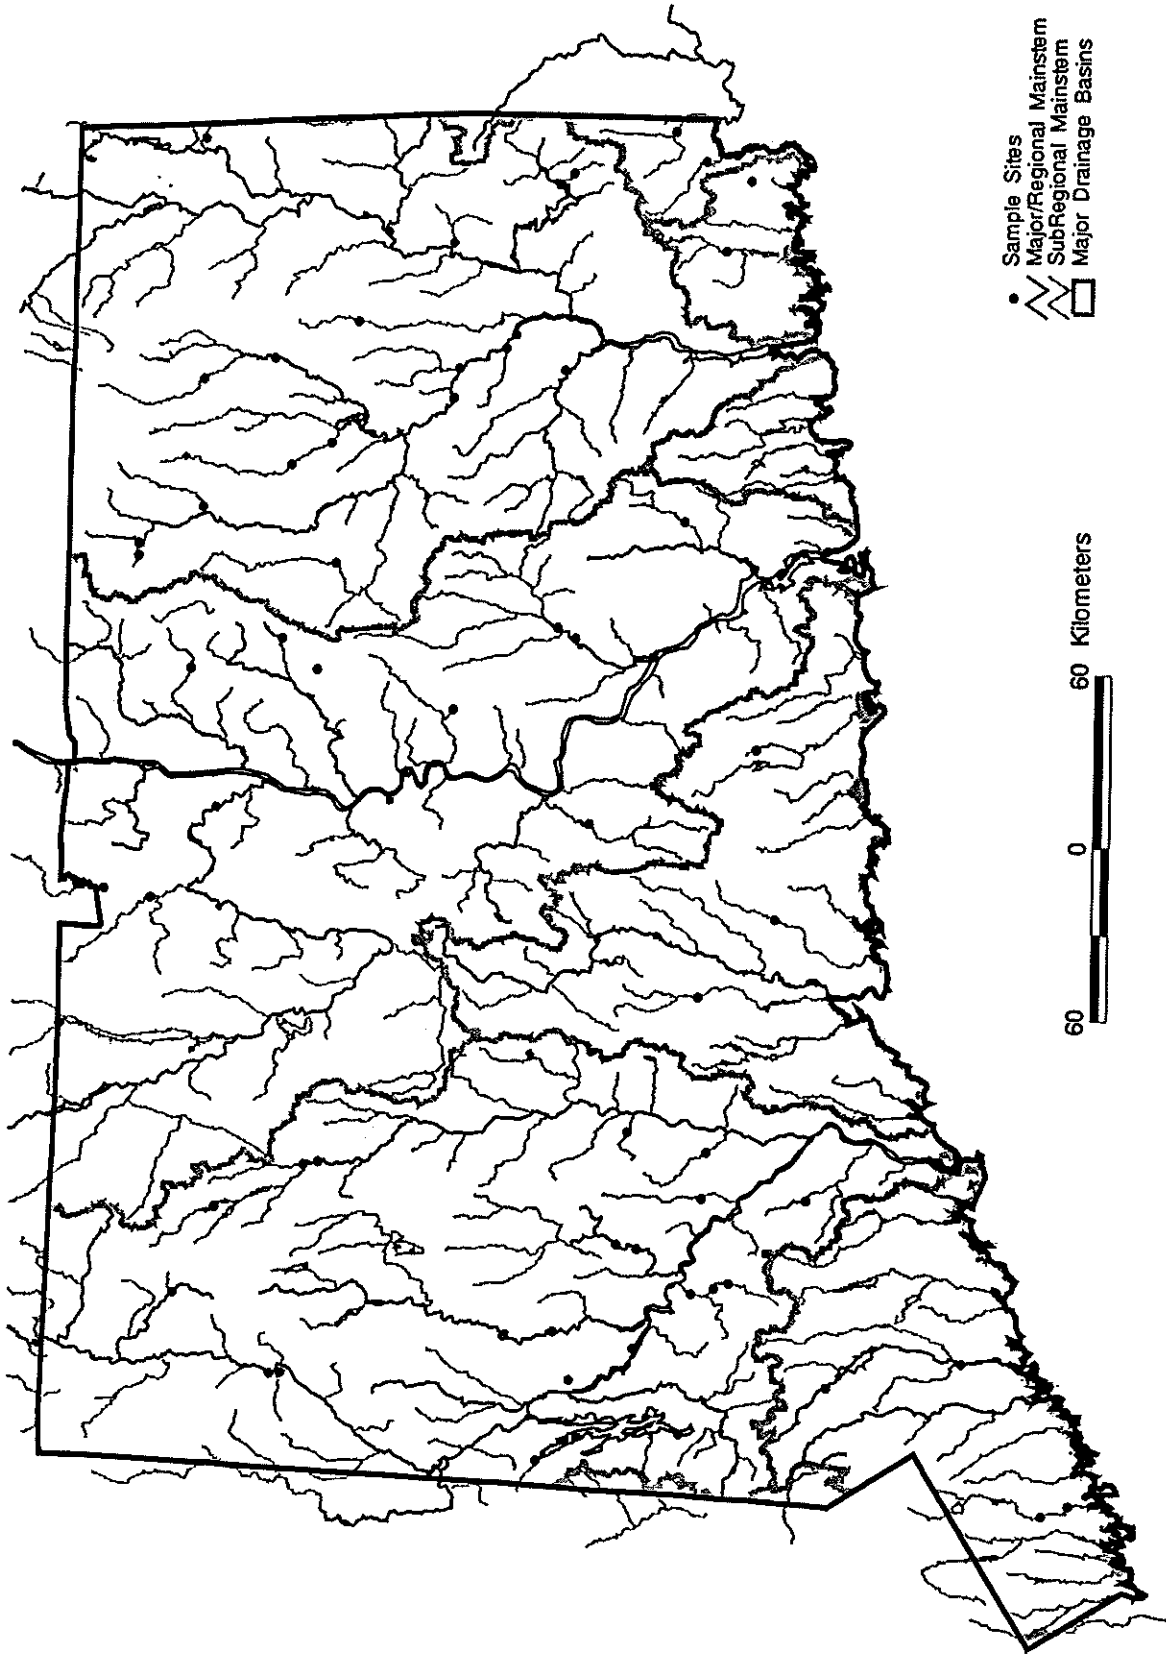 Sample Sites
Major/Regional Mainstem
SubRegional Mainstem
Major Drainage Basins
60 0 60 Kilometers